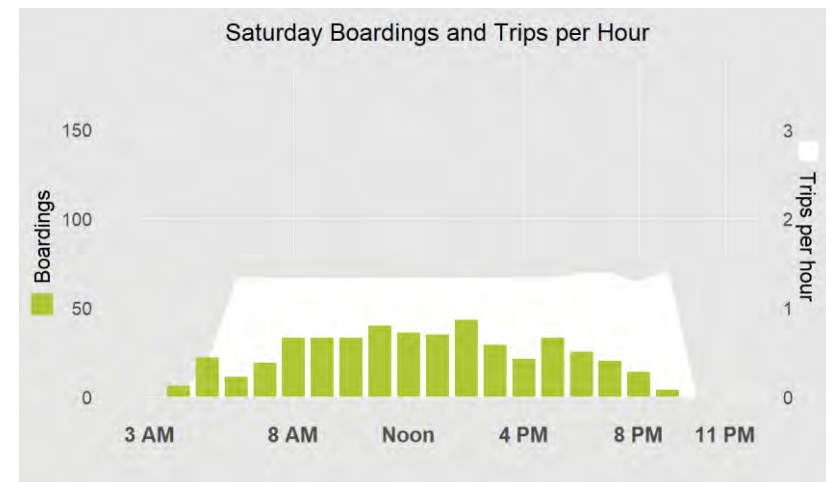 Saturday Boardings and Trips per Hour
150
100
50
0
Boardings
3
2
1
0
Trips per hour
3 AM 8 AM Noon 4 PM 8 PM 11 PM